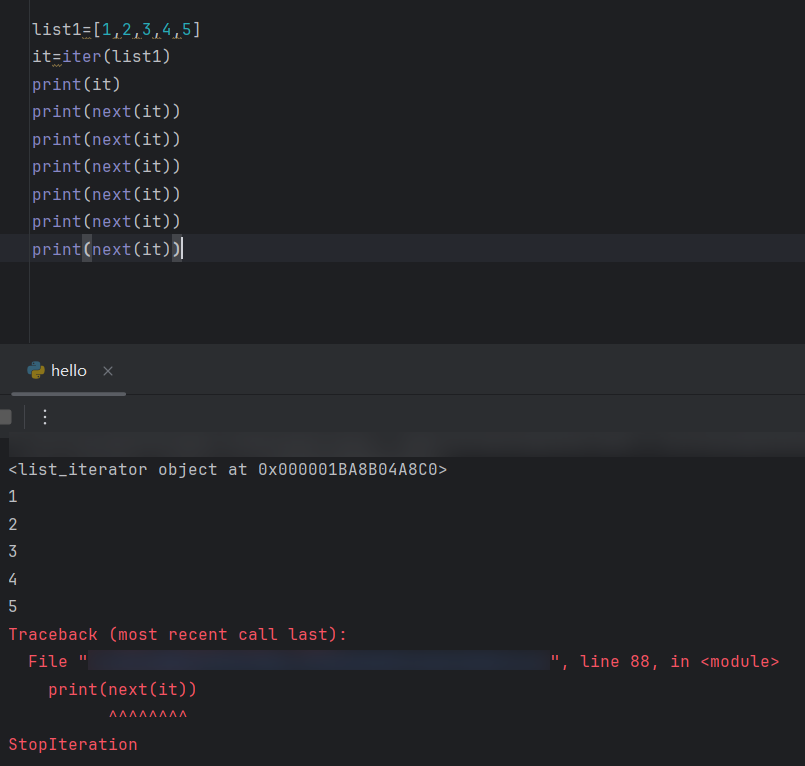 list1=[1,2,3,4,5]
it=iter(list1)
print(it)
print(next(it))
print(next(it))
print(next(it))
print(next(it))
print(next(it))
print(next(it))
hello
<list_iterator object at 0x000001BA8B04A8C0>
1
2
3
4
5
Traceback (most recent call last):
File "", line 88, in <module>
print(next(it))
^^^^^^^^
StopIteration